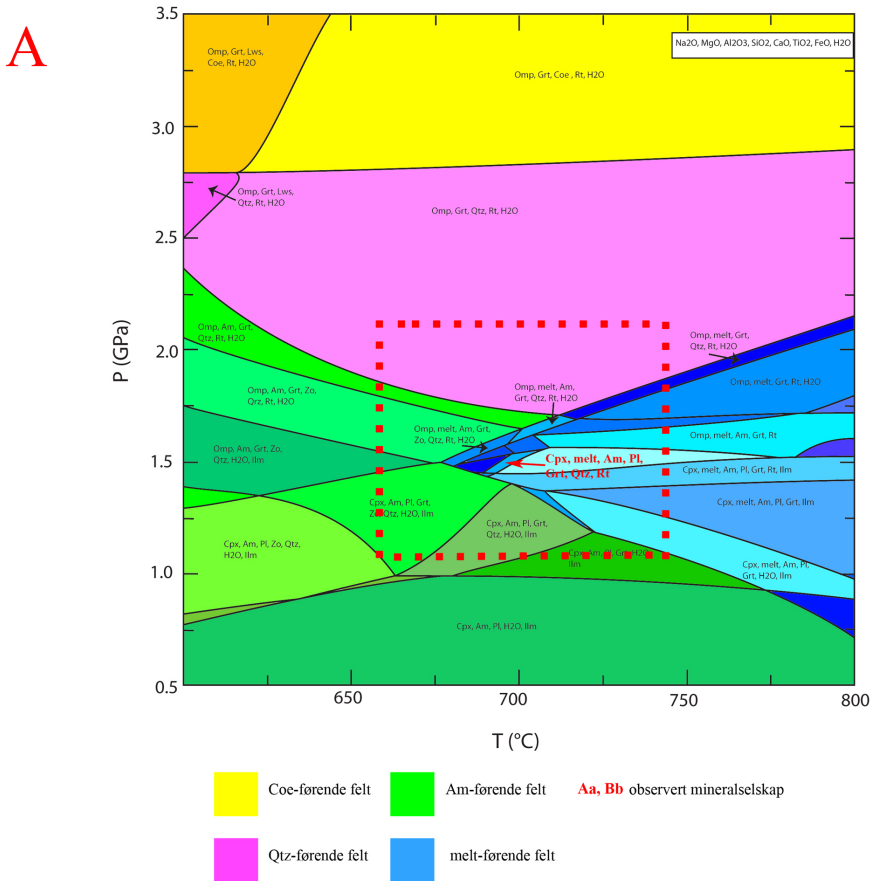 A
3.5
3.0
2.5
2.0
1.5
1.0
0.5
P (GPa)
650
700
750
800
T (°C)
Na2O, MgO, Al2O3, SiO2, CaO, TiO2, FeO, H2O
Omp, Grt, Lws,
Coe, Rt, H2O
Omp, Grt, Coe , Rt, H2O
Omp, Grt, Lws,
Qtz, Rt, H2O
Omp, Grt, Qtz, Rt, H2O
Omp, Am, Grt,
Qtz, Rt, H2O
Omp, melt, Grt,
Qtz, Rt, H2O
Omp, Am, Grt, Zo,
Qrz, Rt, H2O
Omp, melt, Am,
Grt, Qtz, Rt, H2O
Omp, melt, Grt, Rt, H2O
Omp, melt, Am, Grt,
Zo, Qtz, Rt, H2O
Omp, melt, Am, Grt, Rt
Omp, Am, Grt, Zo,
Qtz, H2O, Ilm
Cpx, melt, Am, Pl,
Grt, Qtz, Rt
Cpx, melt, Am, Pl, Grt, Rt, Ilm
Cpx, Am, Pl, Grt,
Zo, Qtz, H2O, Ilm
Cpx, melt, Am, Pl, Grt, Ilm
Cpx, Am, Pl, Grt,
Qtz, H2O, Ilm
Cpx, Am, Pl, Zo, Qtz,
H2O, Ilm
Cpx, Am, Pl, Grt, H2O,
Ilm
Cpx, melt, Am, Pl,
Grt, H2O, Ilm
Cpx, Am, Pl, H2O, Ilm
Coe-førende felt
Am-førende felt
Aa, Bb observert mineralselskap
Qtz-førende felt
melt-førende felt